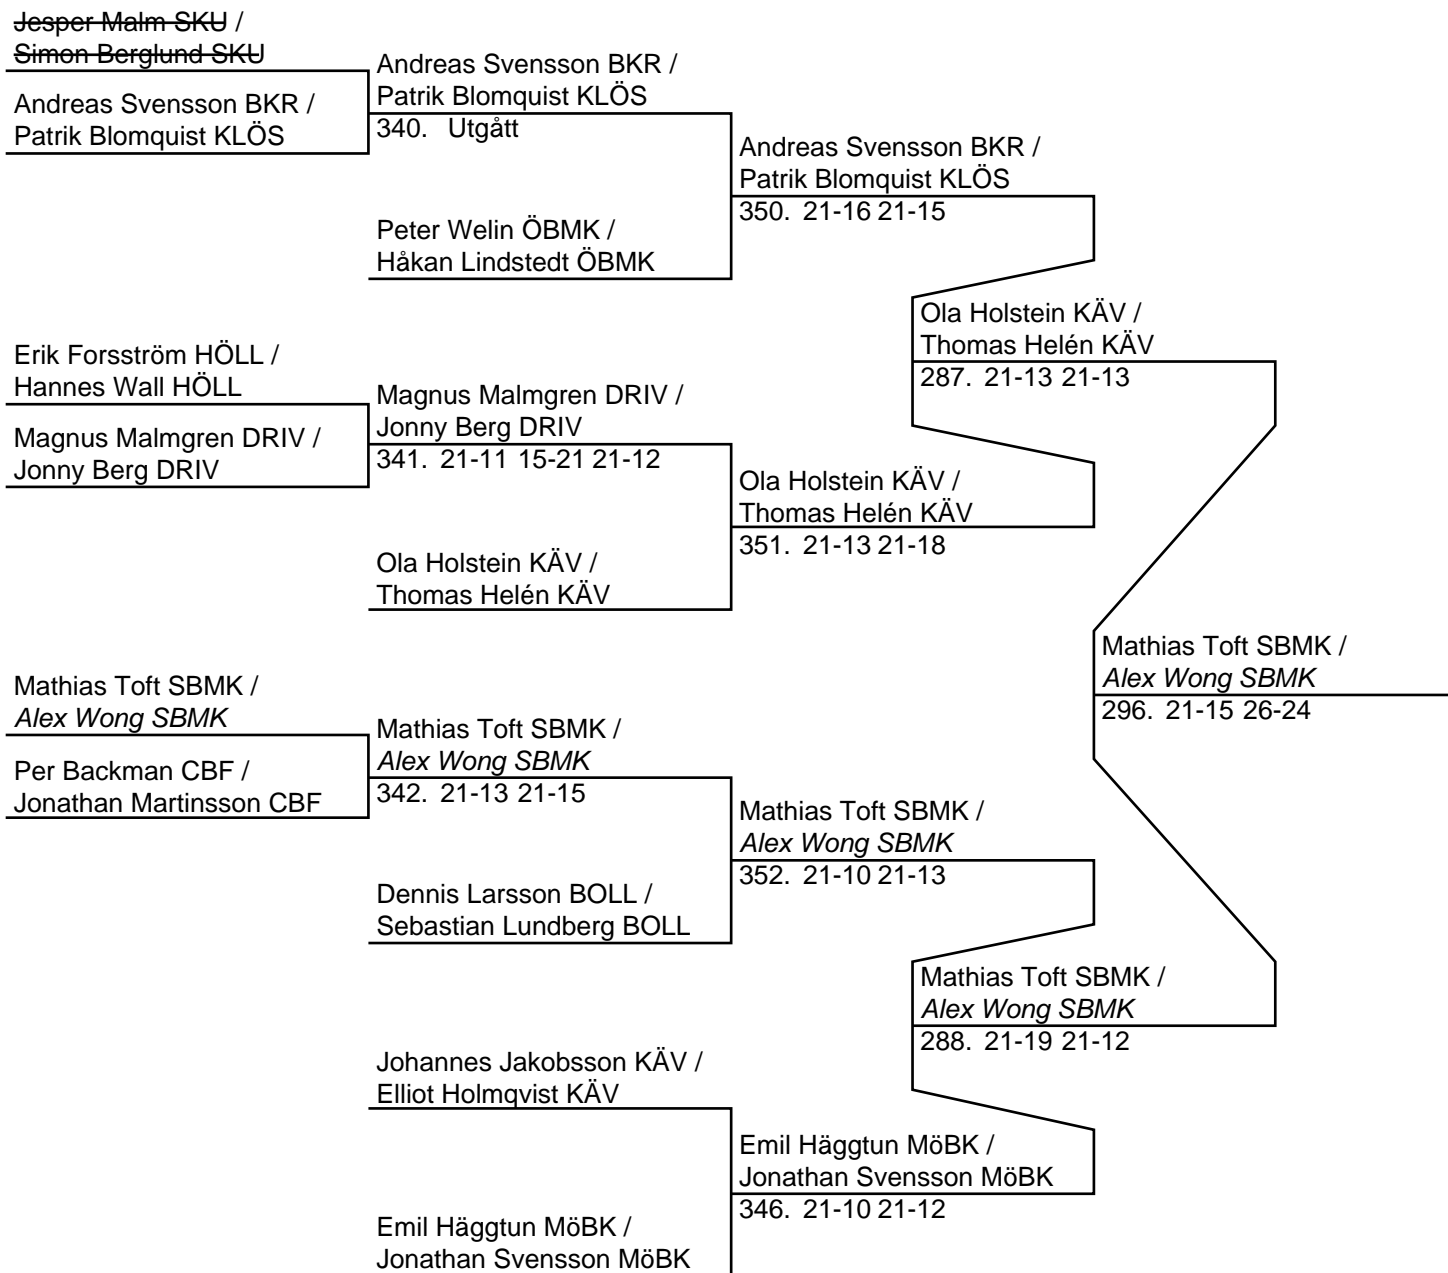 Jesper Malm SKU /
Simon Berglund SKU
Andreas Svensson BKR /
Patrik Blomquist KLÖS
Erik Forsström HÖLL /
Hannes Wall HÖLL
Magnus Malmgren DRIV /
Jonny Berg DRIV
Mathias Toft SBMK /
Alex Wong SBMK
Per Backman CBF /
Jonathan Martinsson CBF
Andreas Svensson BKR /
Patrik Blomquist KLÖS
340. Utgått
Peter Welin ÖBMK /
Håkan Lindstedt ÖBMK
Magnus Malmgren DRIV /
Jonny Berg DRIV
341. 21-11 15-21 21-12
Ola Holstein KÄV /
Thomas Helén KÄV
Mathias Toft SBMK /
Alex Wong SBMK
342. 21-13 21-15
Dennis Larsson BOLL /
Sebastian Lundberg BOLL
Johannes Jakobsson KÄV /
Elliot Holmqvist KÄV
Emil Häggtun MöBK /
Jonathan Svensson MöBK
Andreas Svensson BKR /
Patrik Blomquist KLÖS
350. 21-16 21-15
Ola Holstein KÄV /
Thomas Helén KÄV
351. 21-13 21-18
Mathias Toft SBMK /
Alex Wong SBMK
352. 21-10 21-13
Emil Häggtun MöBK /
Jonathan Svensson MöBK
346. 21-10 21-12
Ola Holstein KÄV /
Thomas Helén KÄV
287. 21-13 21-13
Mathias Toft SBMK /
Alex Wong SBMK
288. 21-19 21-12
Mathias Toft SBMK /
Alex Wong SBMK
296. 21-15 26-24